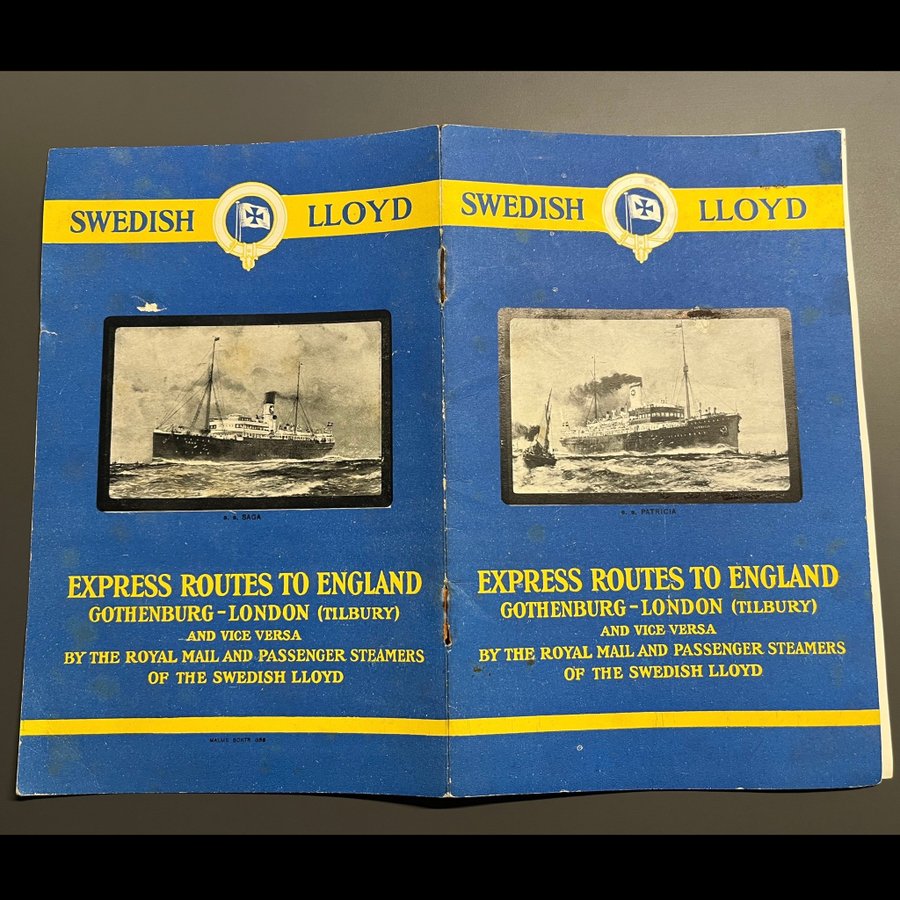 SWEDISH LLOYD
s. s. SAGA
EXPRESS ROUTES TO ENGLAND
GOTHENBURG-LONDON (TILBURY)
AND VICE VERSA
BY THE ROYAL MAIL AND PASSENGER STEAMERS
OF THE SWEDISH LLOYD
SWEDISH LLOYD
s. s. PATRICIA
EXPRESS ROUTES TO ENGLAND
GOTHENBURG-LONDON (TILBURY)
AND VICE VERSA
BY THE ROYAL MAIL AND PASSENGER STEAMERS
OF THE SWEDISH LLOYD